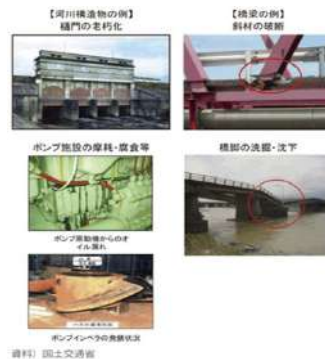 【河川構造物の例】
樋門の老朽化
【橋梁の例】
斜材の破断
ポンプ施設の摩耗・腐食等
橋脚の洗掘・沈下
ポンプ原動機からのオ
イル漏れ
ポンプインペラの発錆状況
資料）国土交通省